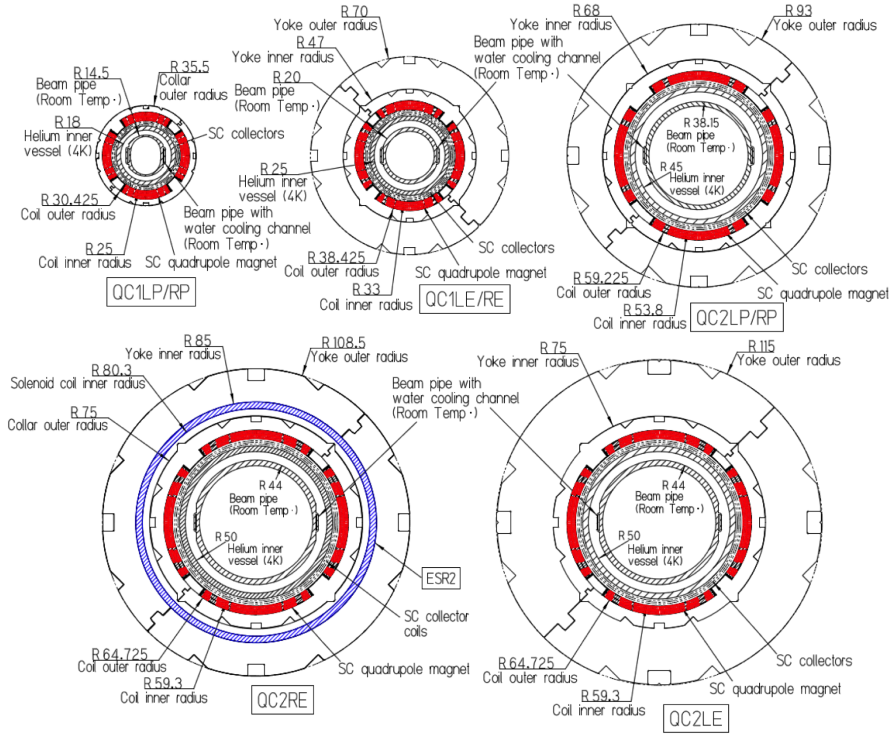 R 14.5
Beam pipe
(Room Temp.)
R 35.5
Collar
outer radius
R 18
Helium inner
vessel (4K)
SC collectors
R 30.425
Coil outer radius
R 25
Coil inner radius
Beam pipe with
water cooling channel
(Room Temp.)
SC quadrupole magnet
QC1LP/RP
R 70
Yoke outer radius
R 47
Yoke inner radius
R 20
Beam pipe
(Room Temp.)
Beam pipe with
water cooling channel
(Room Temp.)
R 25
Helium inner
vessel (4K)
R 38.425
Coil outer radius
R 33
Coil inner radius
SC collectors
SC quadrupole magnet
QC1LE/RE
R 68
Yoke inner radius
R 93
Yoke outer radius
R 38.15
Beam pipe
(Room Temp.)
R 45
Helium inner
vessel (4K)
R 59.225
Coil outer radius
R 53.8
Coil inner radius
SC collectors
SC quadrupole magnet
QC2LP/RP
R 85
Yoke inner radius
R 108.5
Yoke outer radius
R 80.3
Solenoid coil inner radius
R 75
Collar outer radius
Beam pipe with
water cooling channel
(Room Temp.)
R 44
Beam pipe
(Room Temp.)
R 50
Helium inner
vessel (4K)
ESR2
SC collector
coils
R 64.725
Coil outer radius
R 59.3
Coil inner radius
SC quadrupole magnet
QC2RE
R 75
Yoke inner radius
R 115
Yoke outer radius
R 44
Beam pipe
(Room Temp.)
R 50
Helium inner
vessel (4K)
R 64.725
Coil outer radius
R 59.3
Coil inner radius
SC collectors
SC quadrupole magnet
QC2LE